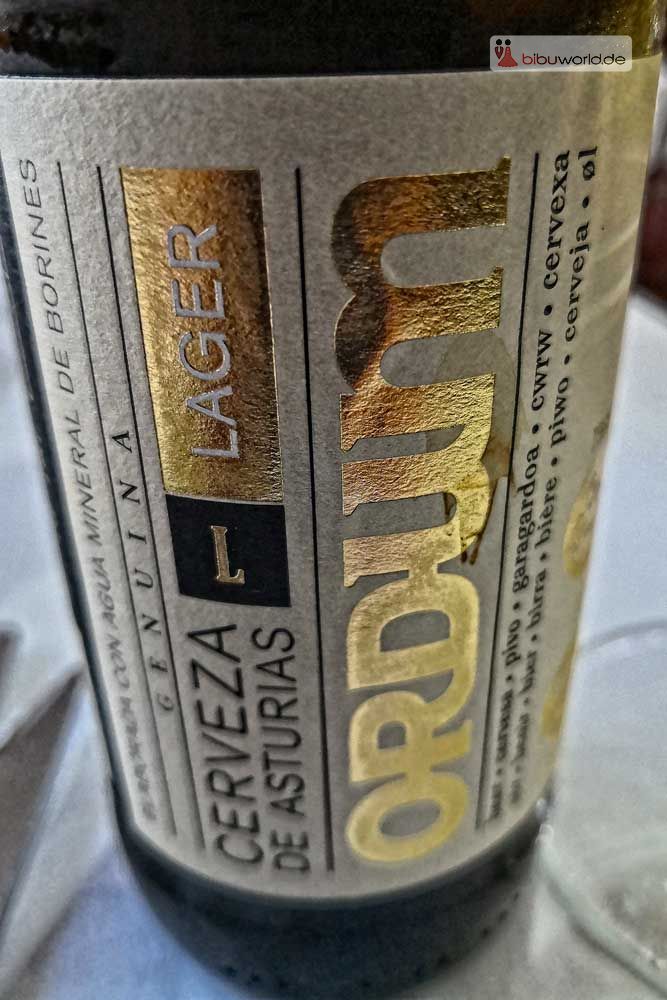 bibuworld.de
ELABORADA CON AGUA MINERAL DE BORINES
GENUINA
CERVEZA
DE ASTURIAS
L
LAGER
ORDUM
pivo • garagardoa • cwrw • cervexa
bier • birra • bière • piwo • cerveja • øl